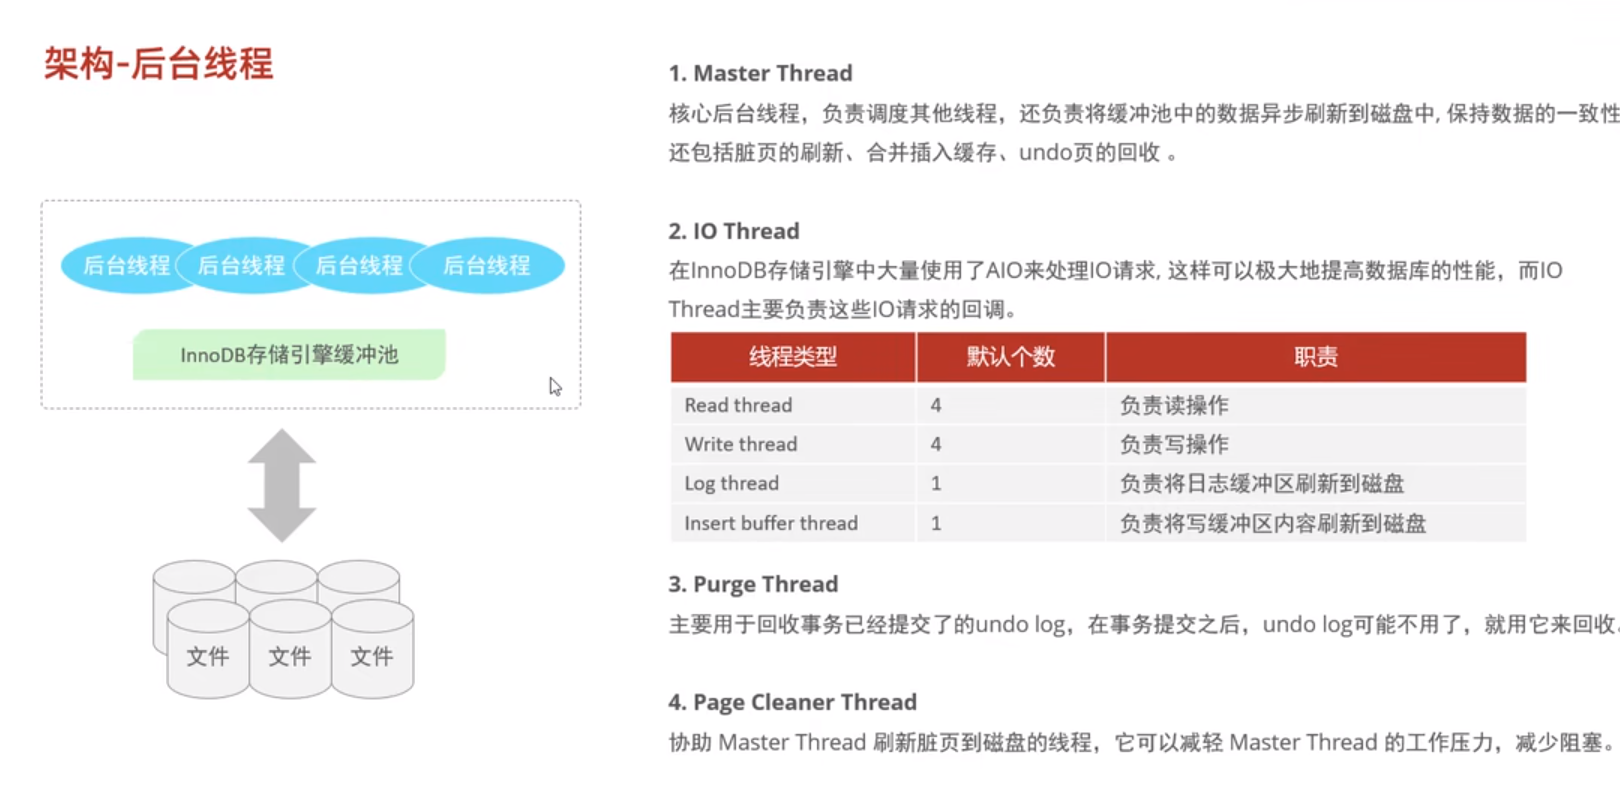 架构-后台线程
后台线程 后台线程 后台线程 后台线程
InnoDB存储引擎缓冲池
文件 文件 文件
1. Master Thread
核心后台线程，负责调度其他线程，还负责将缓冲池中的数据异步刷新到磁盘中, 保持数据的一致性
还包括脏页的刷新、合并插入缓存、undo页的回收 。
2. IO Thread
在InnoDB存储引擎中大量使用了AIO来处理IO请求, 这样可以极大地提高数据库的性能，而IO
Thread主要负责这些IO请求的回调。
线程类型 默认个数 职责
Read thread 4 负责读操作
Write thread 4 负责写操作
Log thread 1 负责将日志缓冲区刷新到磁盘
Insert buffer thread 1 负责将写缓冲区内容刷新到磁盘
3. Purge Thread
主要用于回收事务已经提交了的undo log，在事务提交之后，undo log可能不用了，就用它来回收。
4. Page Cleaner Thread
协助 Master Thread 刷新脏页到磁盘的线程，它可以减轻 Master Thread 的工作压力，减少阻塞。